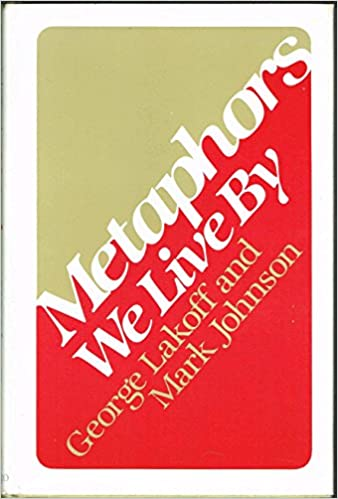 Metaphors
We Live By
George Lakoff and
Mark Johnson